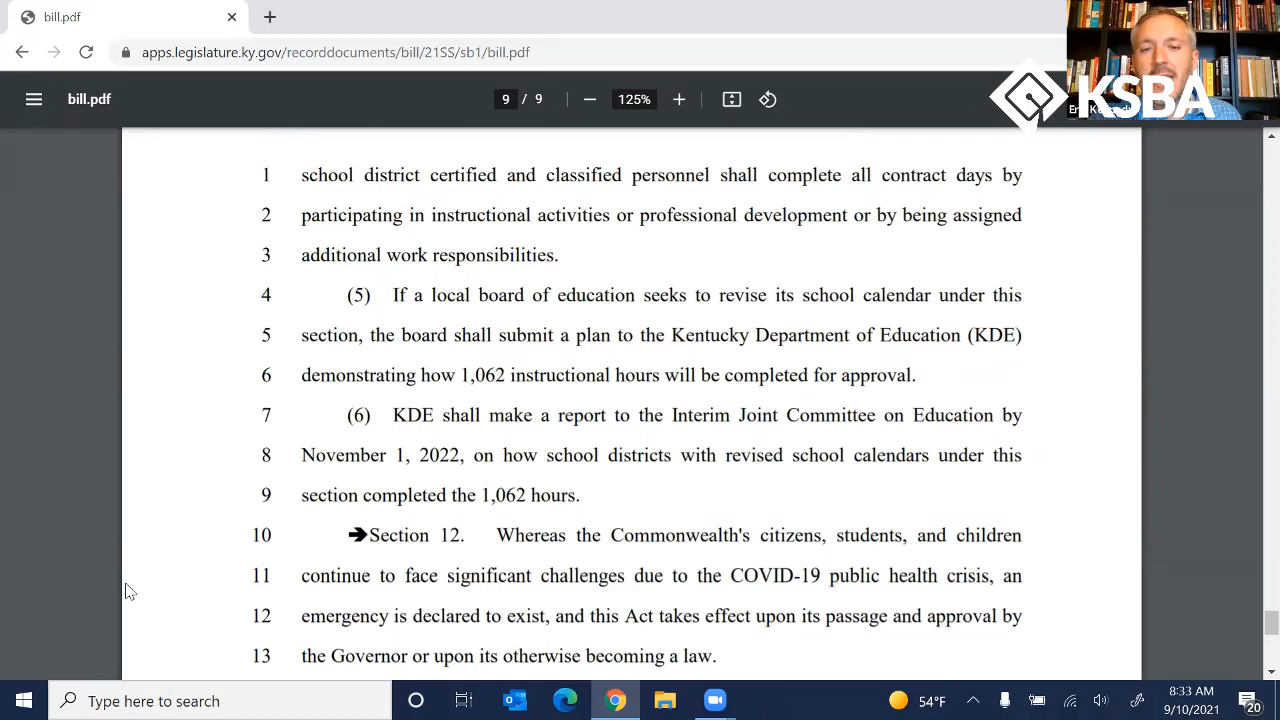 bill.pdf
apps.legislature.ky.gov/recorddocuments/bill/21SS/sb1/bill.pdf
bill.pdf
9 / 9
125%
KSBA
1 school district certified and classified personnel shall complete all contract days by
2 participating in instructional activities or professional development or by being assigned
3 additional work responsibilities.
4 (5) If a local board of education seeks to revise its school calendar under this
5 section, the board shall submit a plan to the Kentucky Department of Education (KDE)
6 demonstrating how 1,062 instructional hours will be completed for approval.
7 (6) KDE shall make a report to the Interim Joint Committee on Education by
8 November 1, 2022, on how school districts with revised school calendars under this
9 section completed the 1,062 hours.
10 ➔Section 12. Whereas the Commonwealth's citizens, students, and children
11 continue to face significant challenges due to the COVID-19 public health crisis, an
12 emergency is declared to exist, and this Act takes effect upon its passage and approval by
13 the Governor or upon its otherwise becoming a law.
Type here to search
54°F
8:33 AM
9/10/2021
20